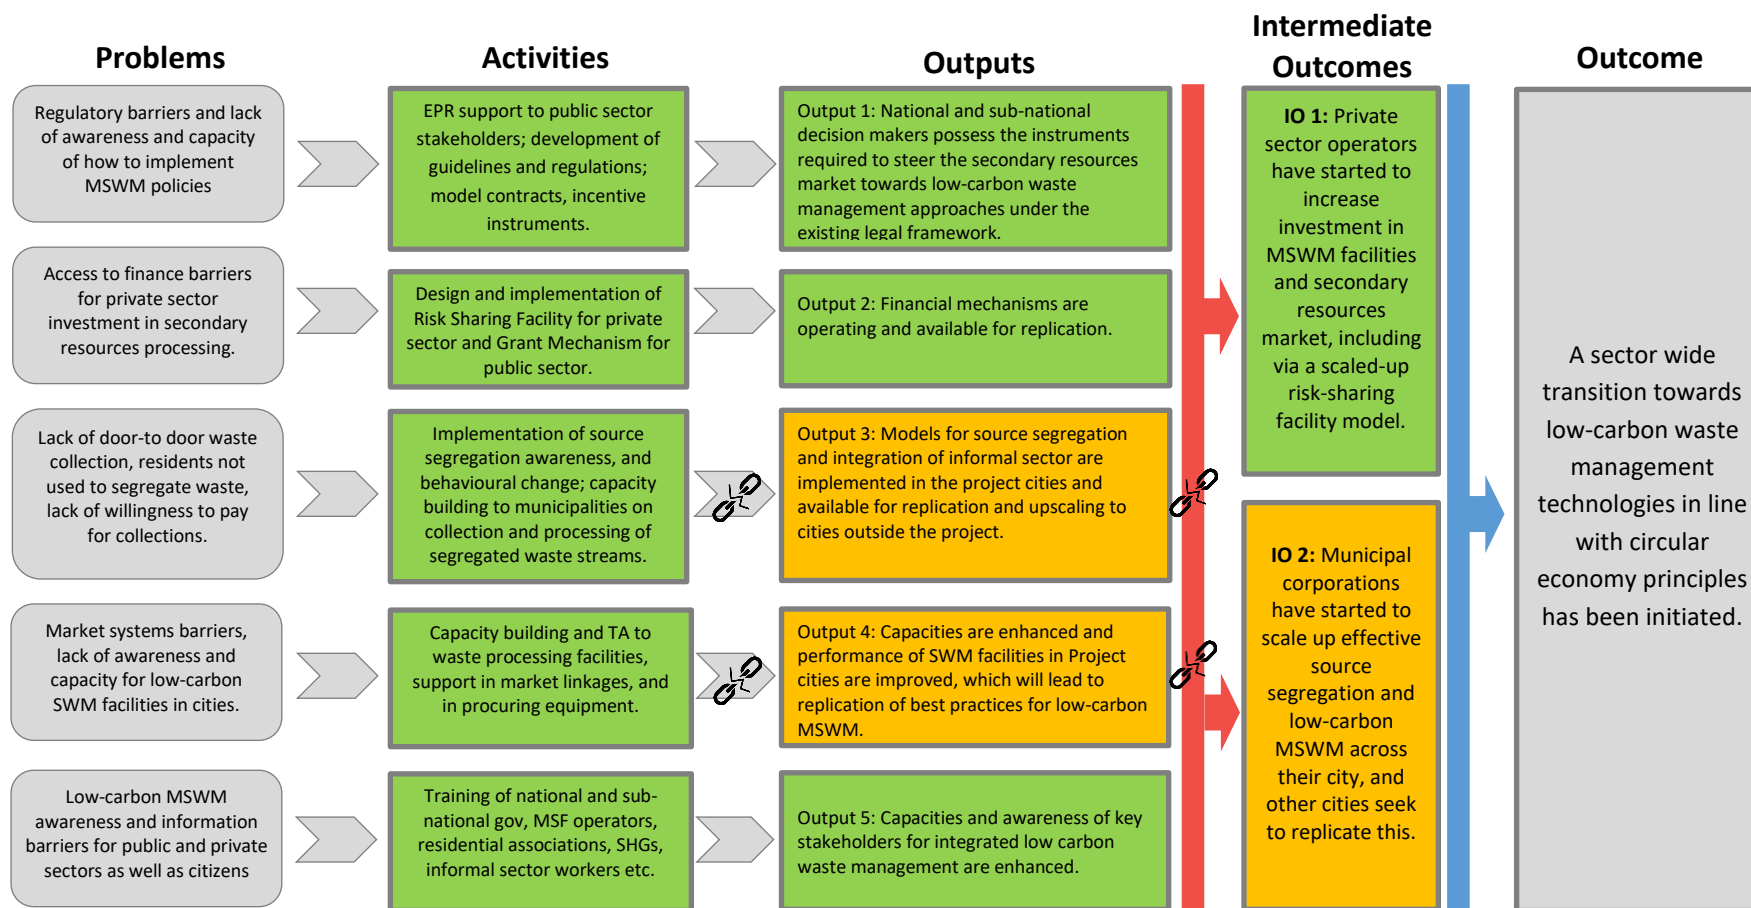 Problems
Activities
Outputs
Intermediate
Outcomes
Outcome
Regulatory barriers and lack
of awareness and capacity
of how to implement
MSWM policies
EPR support to public sector
stakeholders; development of
guidelines and regulations;
model contracts, incentive
instruments.
Output 1: National and sub-national
decision makers possess the instruments
required to steer the secondary resources
market towards low-carbon waste
management approaches under the
existing legal framework.
Access to finance barriers
for private sector
investment in secondary
resources processing.
Design and implementation of
Risk Sharing Facility for private
sector and Grant Mechanism for
public sector.
Output 2: Financial mechanisms are
operating and available for replication.
Lack of door-to door waste
collection, residents not
used to segregate waste,
lack of willingness to pay
for collections.
Implementation of source
segregation awareness, and
behavioural change; capacity
building to municipalities on
collection and processing of
segregated waste streams.
Output 3: Models for source segregation
and integration of informal sector are
implemented in the project cities and
available for replication and upscaling to
cities outside the project.
Market systems barriers,
lack of awareness and
capacity for low-carbon
SWM facilities in cities.
Capacity building and TA to
waste processing facilities,
support in market linkages, and
in procuring equipment.
Output 4: Capacities are enhanced and
performance of SWM facilities in Project
cities are improved, which will lead to
replication of best practices for low-carbon
MSWM.
Low-carbon MSWM
awareness and information
barriers for public and private
sectors as well as citizens
Training of national and sub-
national gov, MSF operators,
residential associations, SHGs,
informal sector workers etc.
Output 5: Capacities and awareness of key
stakeholders for integrated low carbon
waste management are enhanced.
IO 1: Private
sector operators
have started to
increase
investment in
MSWM facilities
and secondary
resources
market, including
via a scaled-up
risk-sharing
facility model.
IO 2: Municipal
corporations
have started to
scale up effective
source
segregation and
low-carbon
MSWM across
their city, and
other cities seek
to replicate this.
A sector wide
transition towards
low-carbon waste
management
technologies in line
with circular
economy principles
has been initiated.